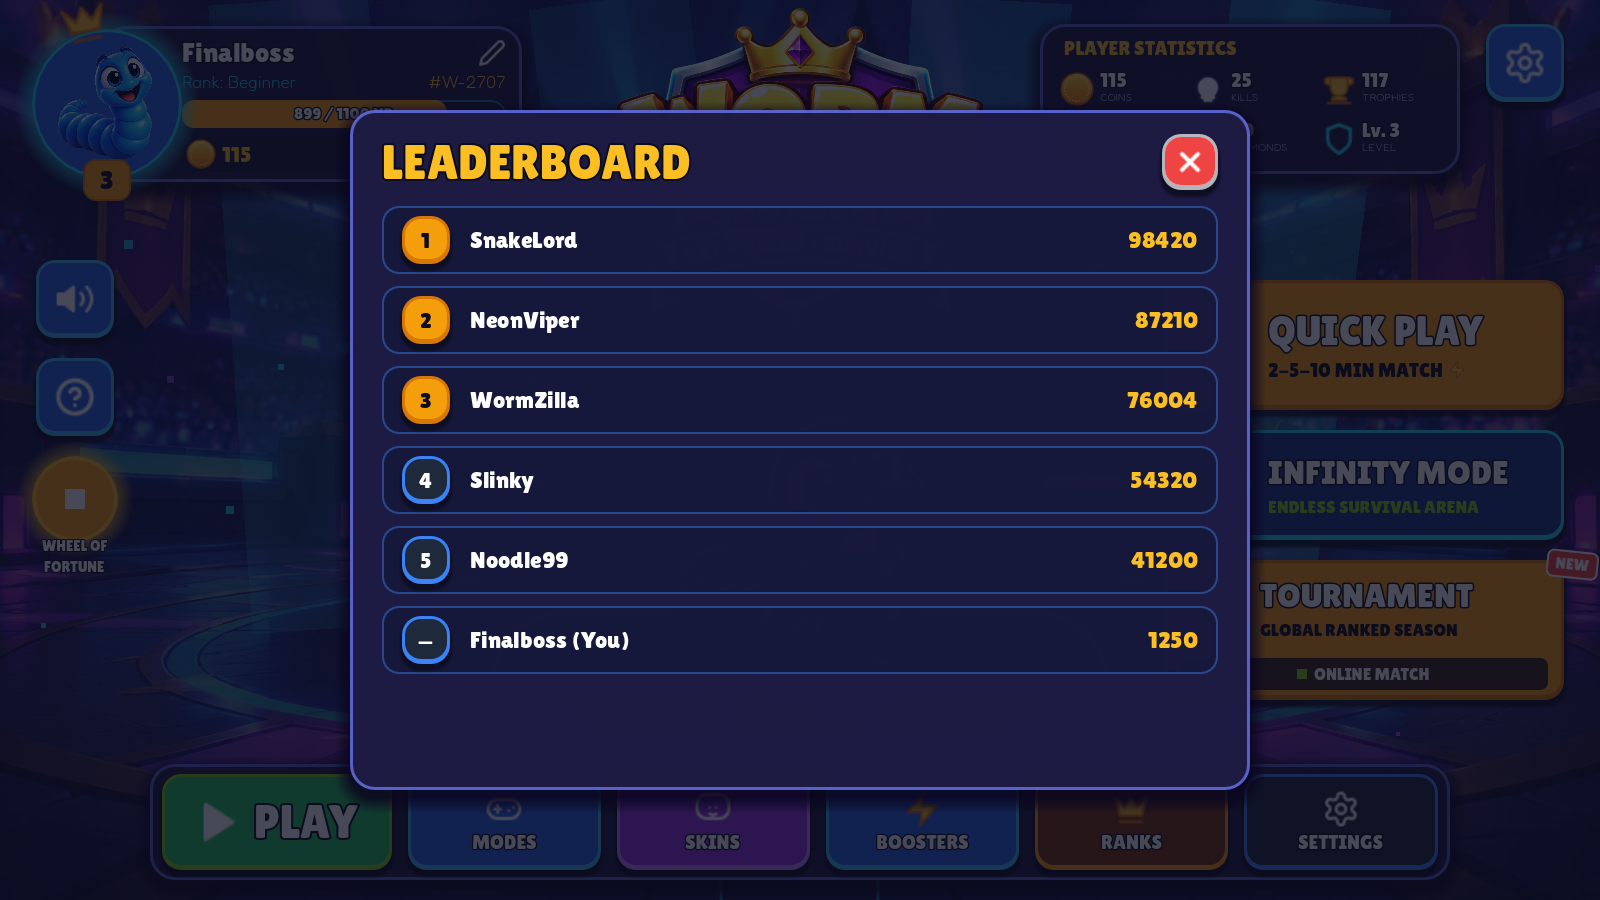 Finalboss
Rank: Beginner
#W-2707
899 / 1100
115
3
PLAYER STATISTICS
115
COINS
25
KILLS
117
TROPHIES
Lv. 3
LEVEL
LEADERBOARD
1 SnakeLord 98420
2 NeonViper 87210
3 WormZilla 76004
4 Slinky 54320
5 Noodle99 41200
– Finalboss (You) 1250
WHEEL OF
FORTUNE
QUICK PLAY
2-5-10 MIN MATCH
INFINITY MODE
ENDLESS SURVIVAL ARENA
NEW
TOURNAMENT
GLOBAL RANKED SEASON
ONLINE MATCH
PLAY
MODES
SKINS
BOOSTERS
RANKS
SETTINGS